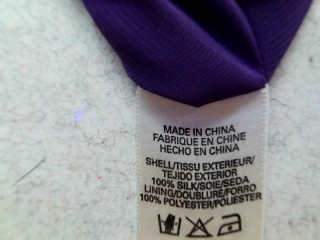 MADE IN CHINA
FABRIQUE EN CHINE
HECHO EN CHINA
SHELL/TISSU EXTERIEUR/
TEJIDO EXTERIOR
100% SILK/SOIE/SEDA
LINING/DOUBLURE/FORRO
100% POLYESTER/POLIESTER